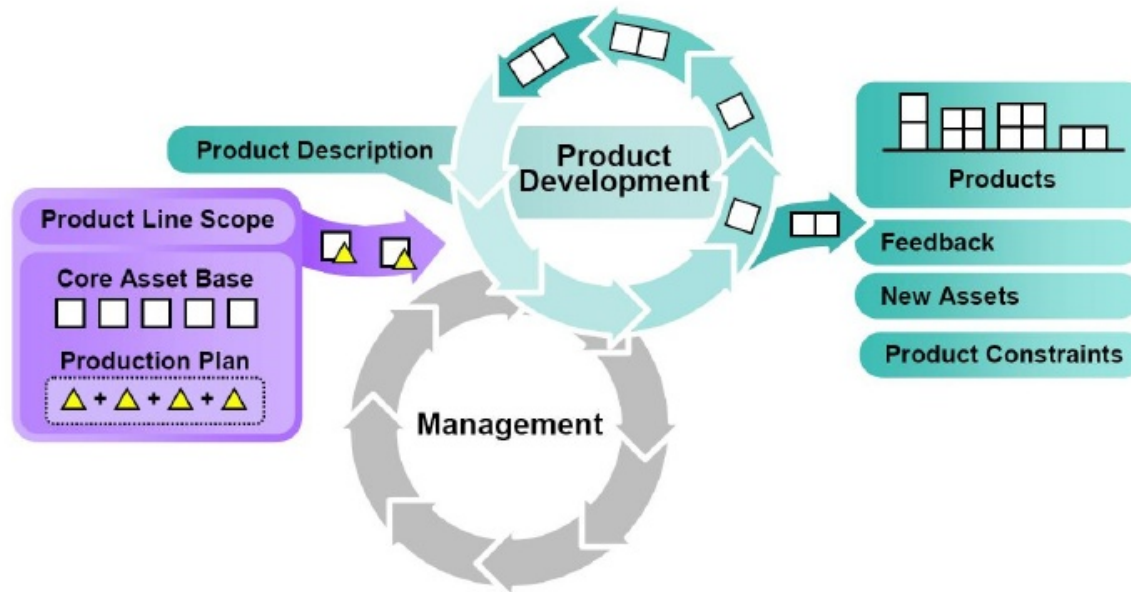 Product Description
Product
Development
Product Line Scope
Core Asset Base
Production Plan
+ + +
Management
Products
Feedback
New Assets
Product Constraints